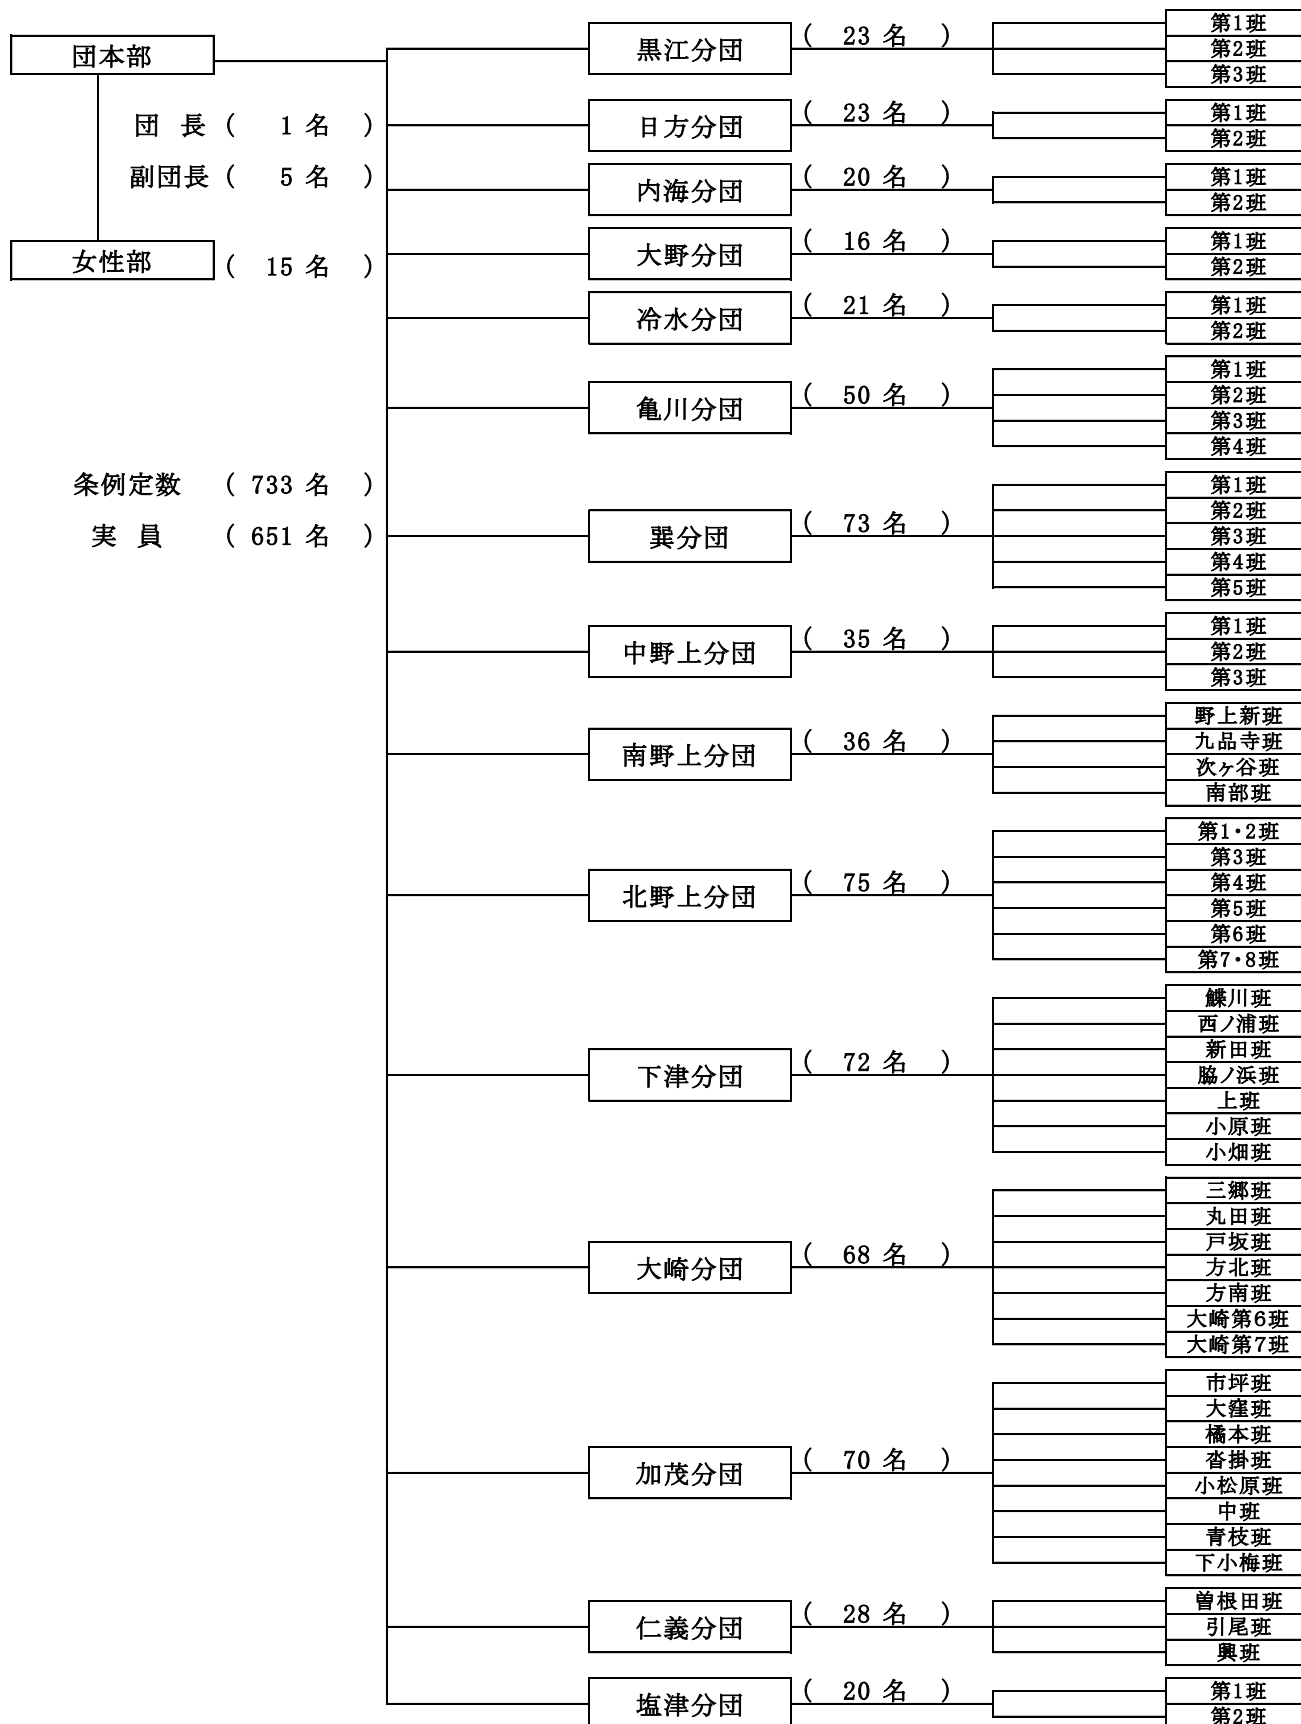 団本部
団 長 ( 1 名 )
副団長 ( 5 名 )
女性部 ( 15 名 )
条例定数 ( 733 名 )
実 員 ( 651 名 )
黒江分団 ( 23 名 )
第1班
第2班
第3班
日方分団 ( 23 名 )
第1班
第2班
内海分団 ( 20 名 )
第1班
第2班
大野分団 ( 16 名 )
第1班
第2班
冷水分団 ( 21 名 )
第1班
第2班
亀川分団 ( 50 名 )
第1班
第2班
第3班
第4班
巽分団 ( 73 名 )
第1班
第2班
第3班
第4班
第5班
中野上分団 ( 35 名 )
第1班
第2班
第3班
南野上分団 ( 36 名 )
野上新班
九品寺班
次ヶ谷班
南部班
北野上分団 ( 75 名 )
第1・2班
第3班
第4班
第5班
第6班
第7・8班
下津分団 ( 72 名 )
鰈川班
西ノ浦班
新田班
脇ノ浜班
上班
小原班
小畑班
大崎分団 ( 68 名 )
三郷班
丸田班
戸坂班
方北班
方南班
大崎第6班
大崎第7班
加茂分団 ( 70 名 )
市坪班
大窪班
橘本班
沓掛班
小松原班
中班
青枝班
下小梅班
仁義分団 ( 28 名 )
曽根田班
引尾班
興班
塩津分団 ( 20 名 )
第1班
第2班